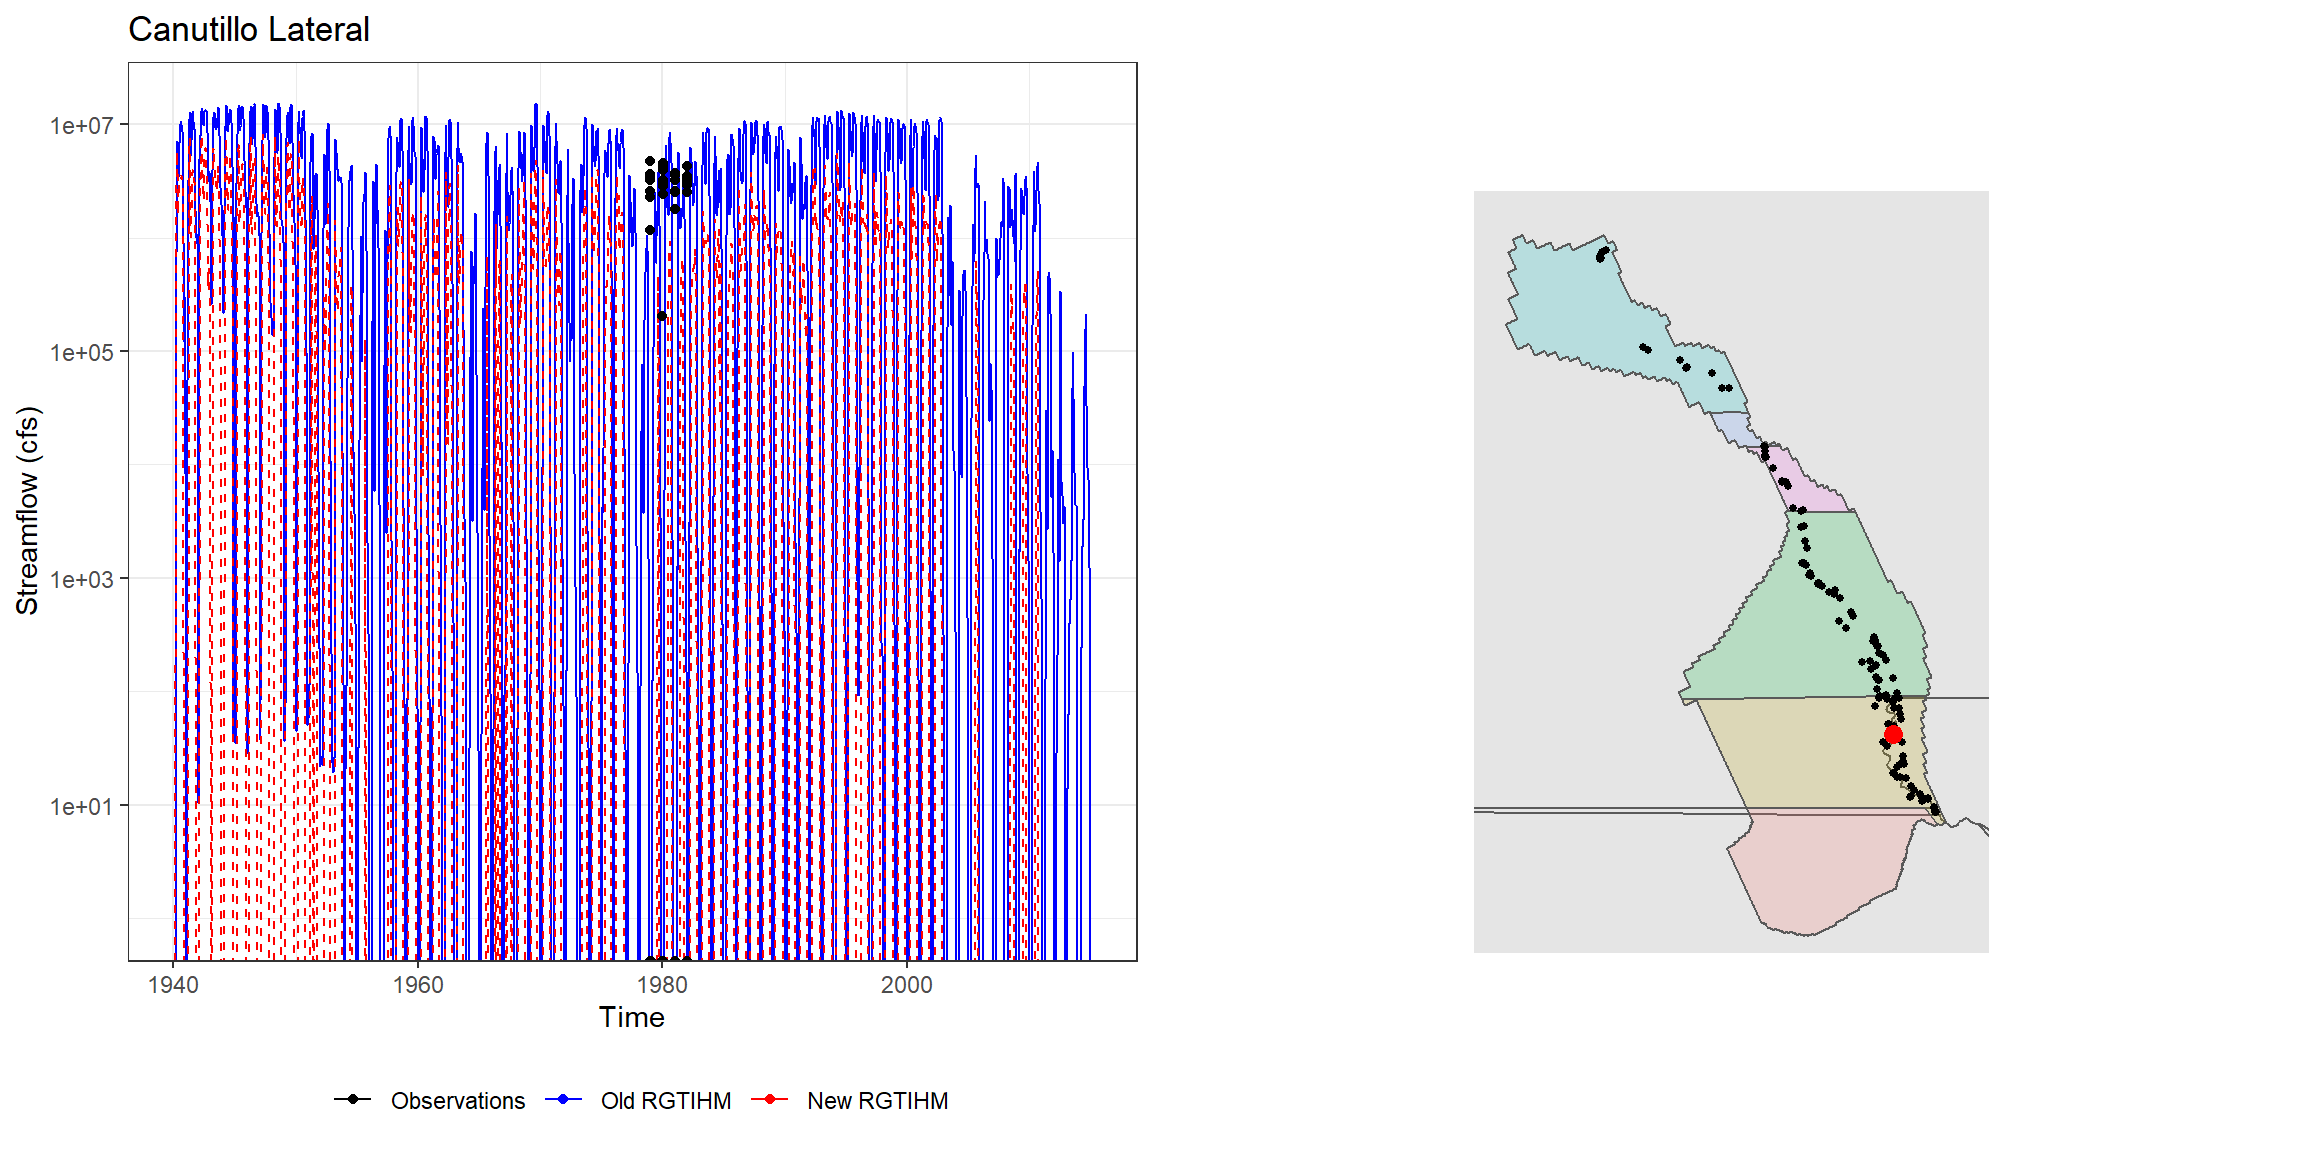 Canutillo Lateral
1e+07
1e+05
1e+03
1e+01
Streamflow (cfs)
1940 1960 1980 2000
Time
Observations Old RGTIHM New RGTIHM